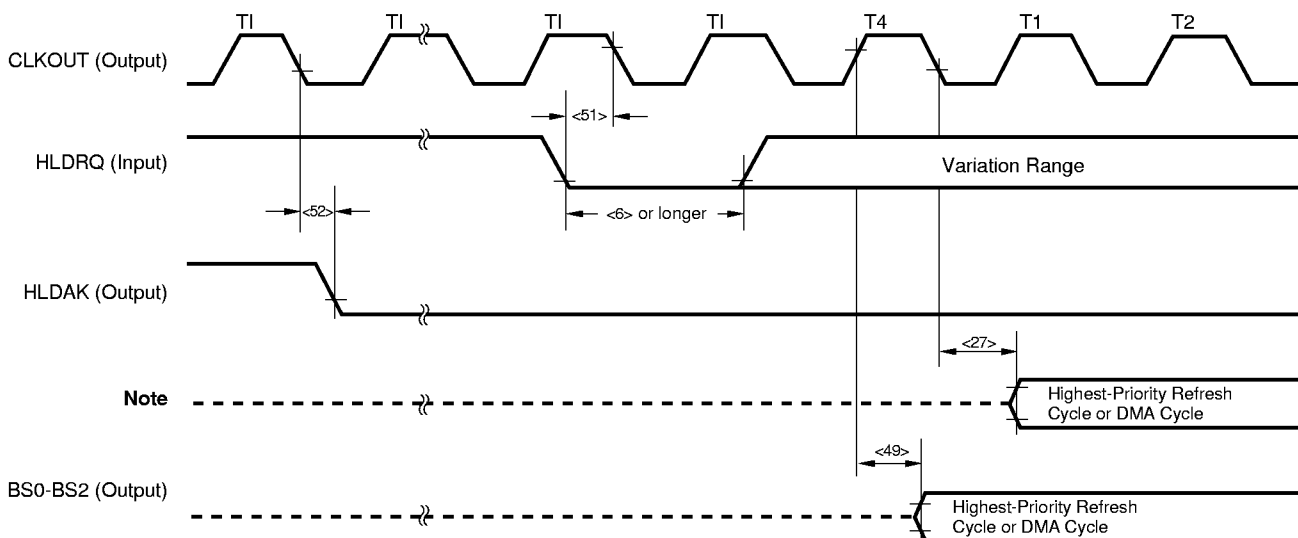 TI TI TI TI T4 T1 T2
CLKOUT (Output)
<51>
HLDRQ (Input)
Variation Range
<52>
<6> or longer
HLDAK (Output)
<27>
Note
Highest-Priority Refresh
Cycle or DMA Cycle
<49>
BS0-BS2 (Output)
Highest-Priority Refresh
Cycle or DMA Cycle